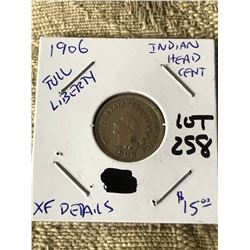 1906
INDIAN
HEAD
CENT
FULL
LIBERTY
LOT
258
XF DETAILS
$15.00